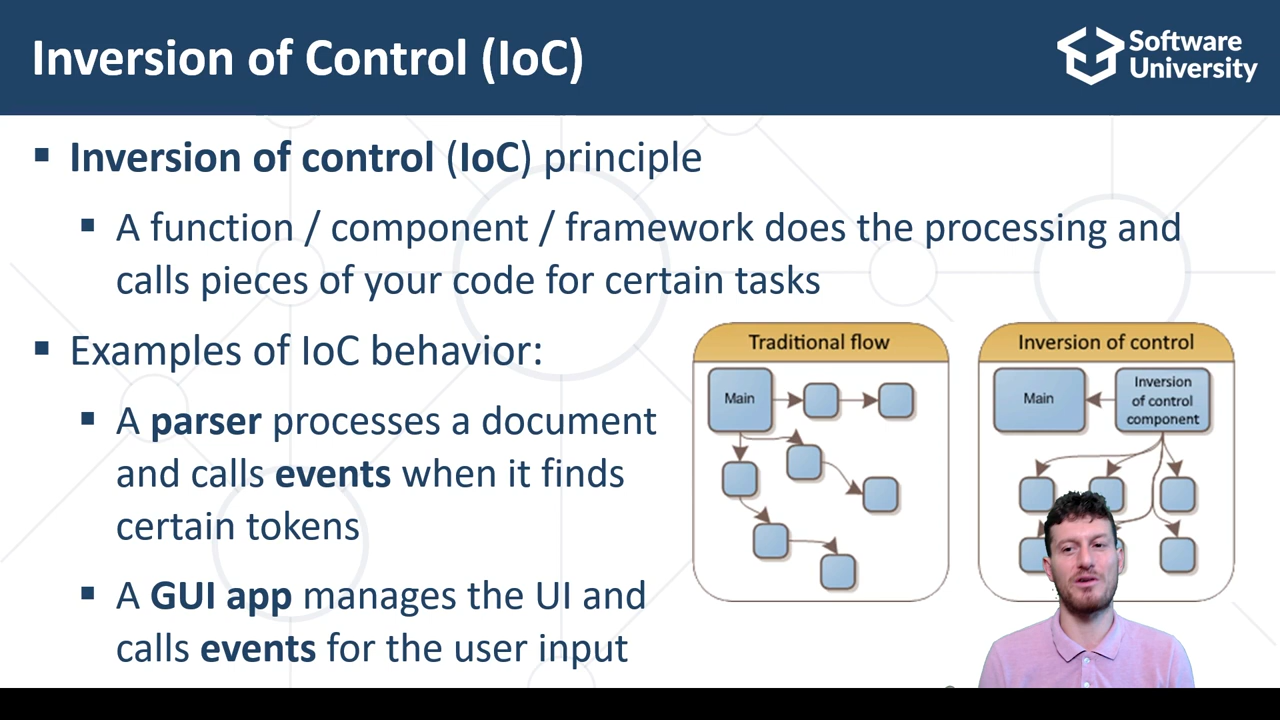 Inversion of Control (IoC)
Software
University
▪ Inversion of control (IoC) principle
▪ A function / component / framework does the processing and
calls pieces of your code for certain tasks
▪ Examples of IoC behavior:
▪ A parser processes a document
and calls events when it finds
certain tokens
▪ A GUI app manages the UI and
calls events for the user input
Traditional flow
Main
Inversion of control
Main
Inversion
of control
component